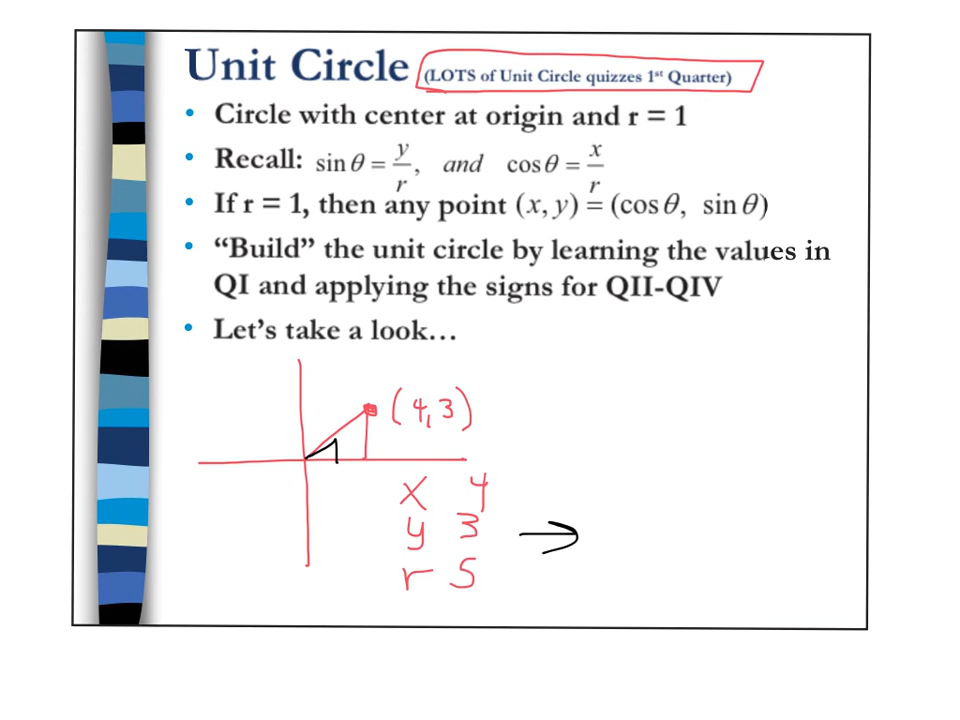 Unit Circle (LOTS of Unit Circle quizzes 1st Quarter)
• Circle with center at origin and r = 1
• Recall: sin θ = y/r, and cos θ = x/r
• If r = 1, then any point (x, y) = (cos θ, sin θ)
• “Build” the unit circle by learning the values in
QI and applying the signs for QII-QIV
• Let’s take a look…
(4,3)
x 4
y 3 →
r 5